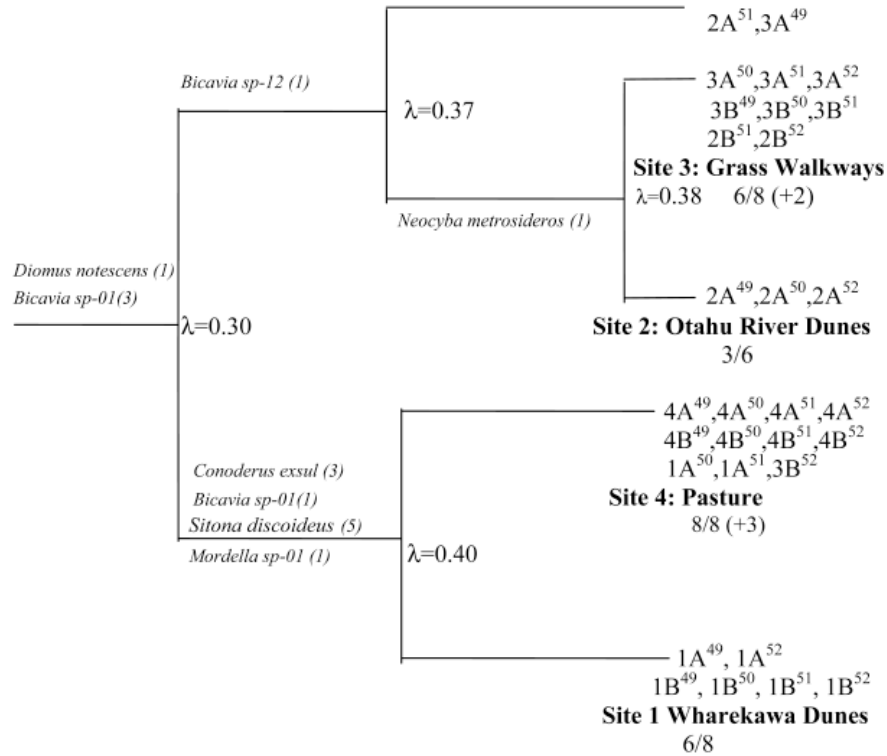 2A⁵¹,3A⁴⁹
Bicavia sp-12 (1)
λ=0.37
3A⁵⁰,3A⁵¹,3A⁵²
3B⁴⁹,3B⁵⁰,3B⁵¹
2B⁵¹,2B⁵²
Site 3: Grass Walkways
λ=0.38 6/8 (+2)
Neocyba metrosideros (1)
Diomus notescens (1)
Bicavia sp-01(3)
λ=0.30
2A⁴⁹,2A⁵⁰,2A⁵²
Site 2: Otahu River Dunes
3/6
4A⁴⁹,4A⁵⁰,4A⁵¹,4A⁵²
4B⁴⁹,4B⁵⁰,4B⁵¹,4B⁵²
1A⁵⁰,1A⁵¹,3B⁵²
Site 4: Pasture
8/8 (+3)
Conoderus exsul (3)
Bicavia sp-01(1)
Sitona discoideus (5)
Mordella sp-01 (1)
λ=0.40
1A⁴⁹, 1A⁵²
1B⁴⁹, 1B⁵⁰, 1B⁵¹, 1B⁵²
Site 1 Wharekawa Dunes
6/8